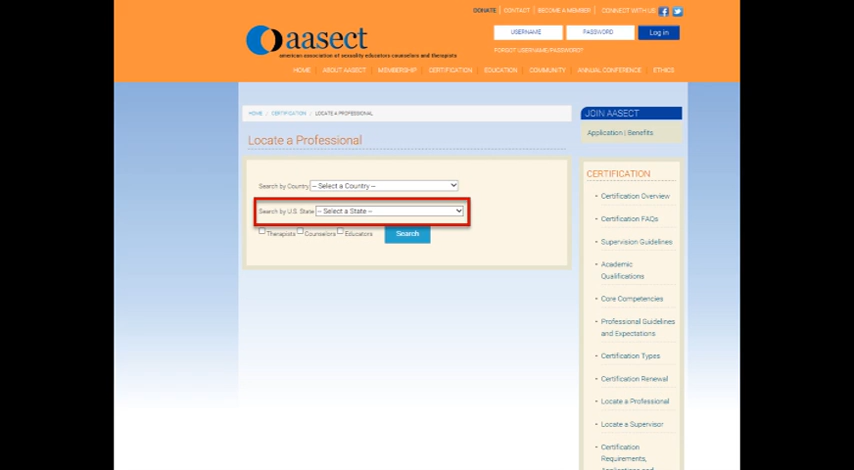 DONATE | CONTACT | BECOME A MEMBER | CONNECT WITH US
aasect
american association of sexuality educators counselors and therapists
USERNAME PASSWORD Log in
FORGOT USERNAME/PASSWORD?
HOME | ABOUT AASECT | MEMBERSHIP | CERTIFICATION | EDUCATION | COMMUNITY | ANNUAL CONFERENCE | ETHICS
HOME / CERTIFICATION / LOCATE A PROFESSIONAL
Locate a Professional
Search by Country -- Select a Country --
Search by U.S. State -- Select a State --
Therapists Counselors Educators Search
JOIN AASECT
Application | Benefits
CERTIFICATION
Certification Overview
Certification FAQs
Supervision Guidelines
Academic
Qualifications
Core Competencies
Professional Guidelines
and Expectations
Certification Types
Certification Renewal
Locate a Professional
Locate a Supervisor
Certification
Requirements,